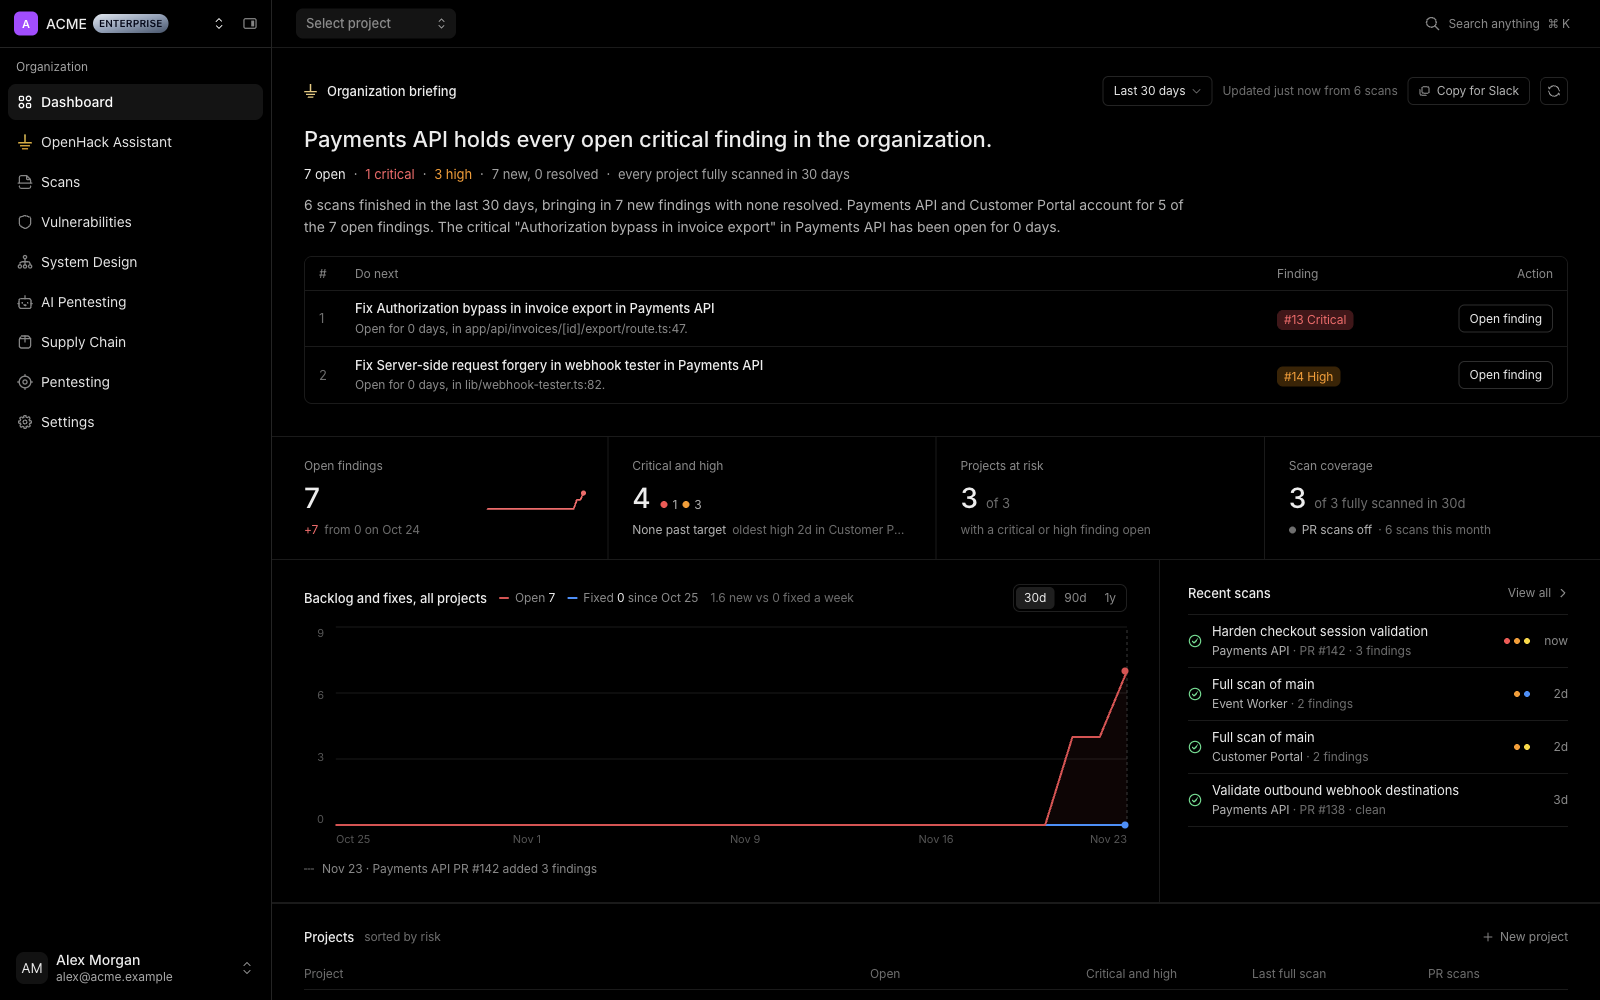 A ACME ENTERPRISE
Select project
Search anything ⌘ K
Organization
Dashboard
OpenHack Assistant
Scans
Vulnerabilities
System Design
AI Pentesting
Supply Chain
Pentesting
Settings
AM
Alex Morgan
alex@acme.example
Organization briefing
Last 30 days
Updated just now from 6 scans
Copy for Slack
Payments API holds every open critical finding in the organization.
7 open · 1 critical · 3 high · 7 new, 0 resolved · every project fully scanned in 30 days
6 scans finished in the last 30 days, bringing in 7 new findings with none resolved. Payments API and Customer Portal account for 5 of
the 7 open findings. The critical "Authorization bypass in invoice export" in Payments API has been open for 0 days.
# Do next Finding Action
1 Fix Authorization bypass in invoice export in Payments API
Open for 0 days, in app/api/invoices/[id]/export/route.ts:47.
#13 Critical
Open finding
2 Fix Server-side request forgery in webhook tester in Payments API
Open for 0 days, in lib/webhook-tester.ts:82.
#14 High
Open finding
Open findings
7
+7 from 0 on Oct 24
Critical and high
4 1 3
None past target oldest high 2d in Customer P...
Projects at risk
3 of 3
with a critical or high finding open
Scan coverage
3 of 3 fully scanned in 30d
PR scans off · 6 scans this month
Backlog and fixes, all projects
Open 7
Fixed 0 since Oct 25
1.6 new vs 0 fixed a week
30d 90d 1y
9
6
3
0
Oct 25 Nov 1 Nov 9 Nov 16 Nov 23
Nov 23 · Payments API PR #142 added 3 findings
Recent scans
View all
Harden checkout session validation
Payments API · PR #142 · 3 findings
now
Full scan of main
Event Worker · 2 findings
2d
Full scan of main
Customer Portal · 2 findings
2d
Validate outbound webhook destinations
Payments API · PR #138 · clean
3d
Projects sorted by risk
New project
Project Open Critical and high Last full scan PR scans